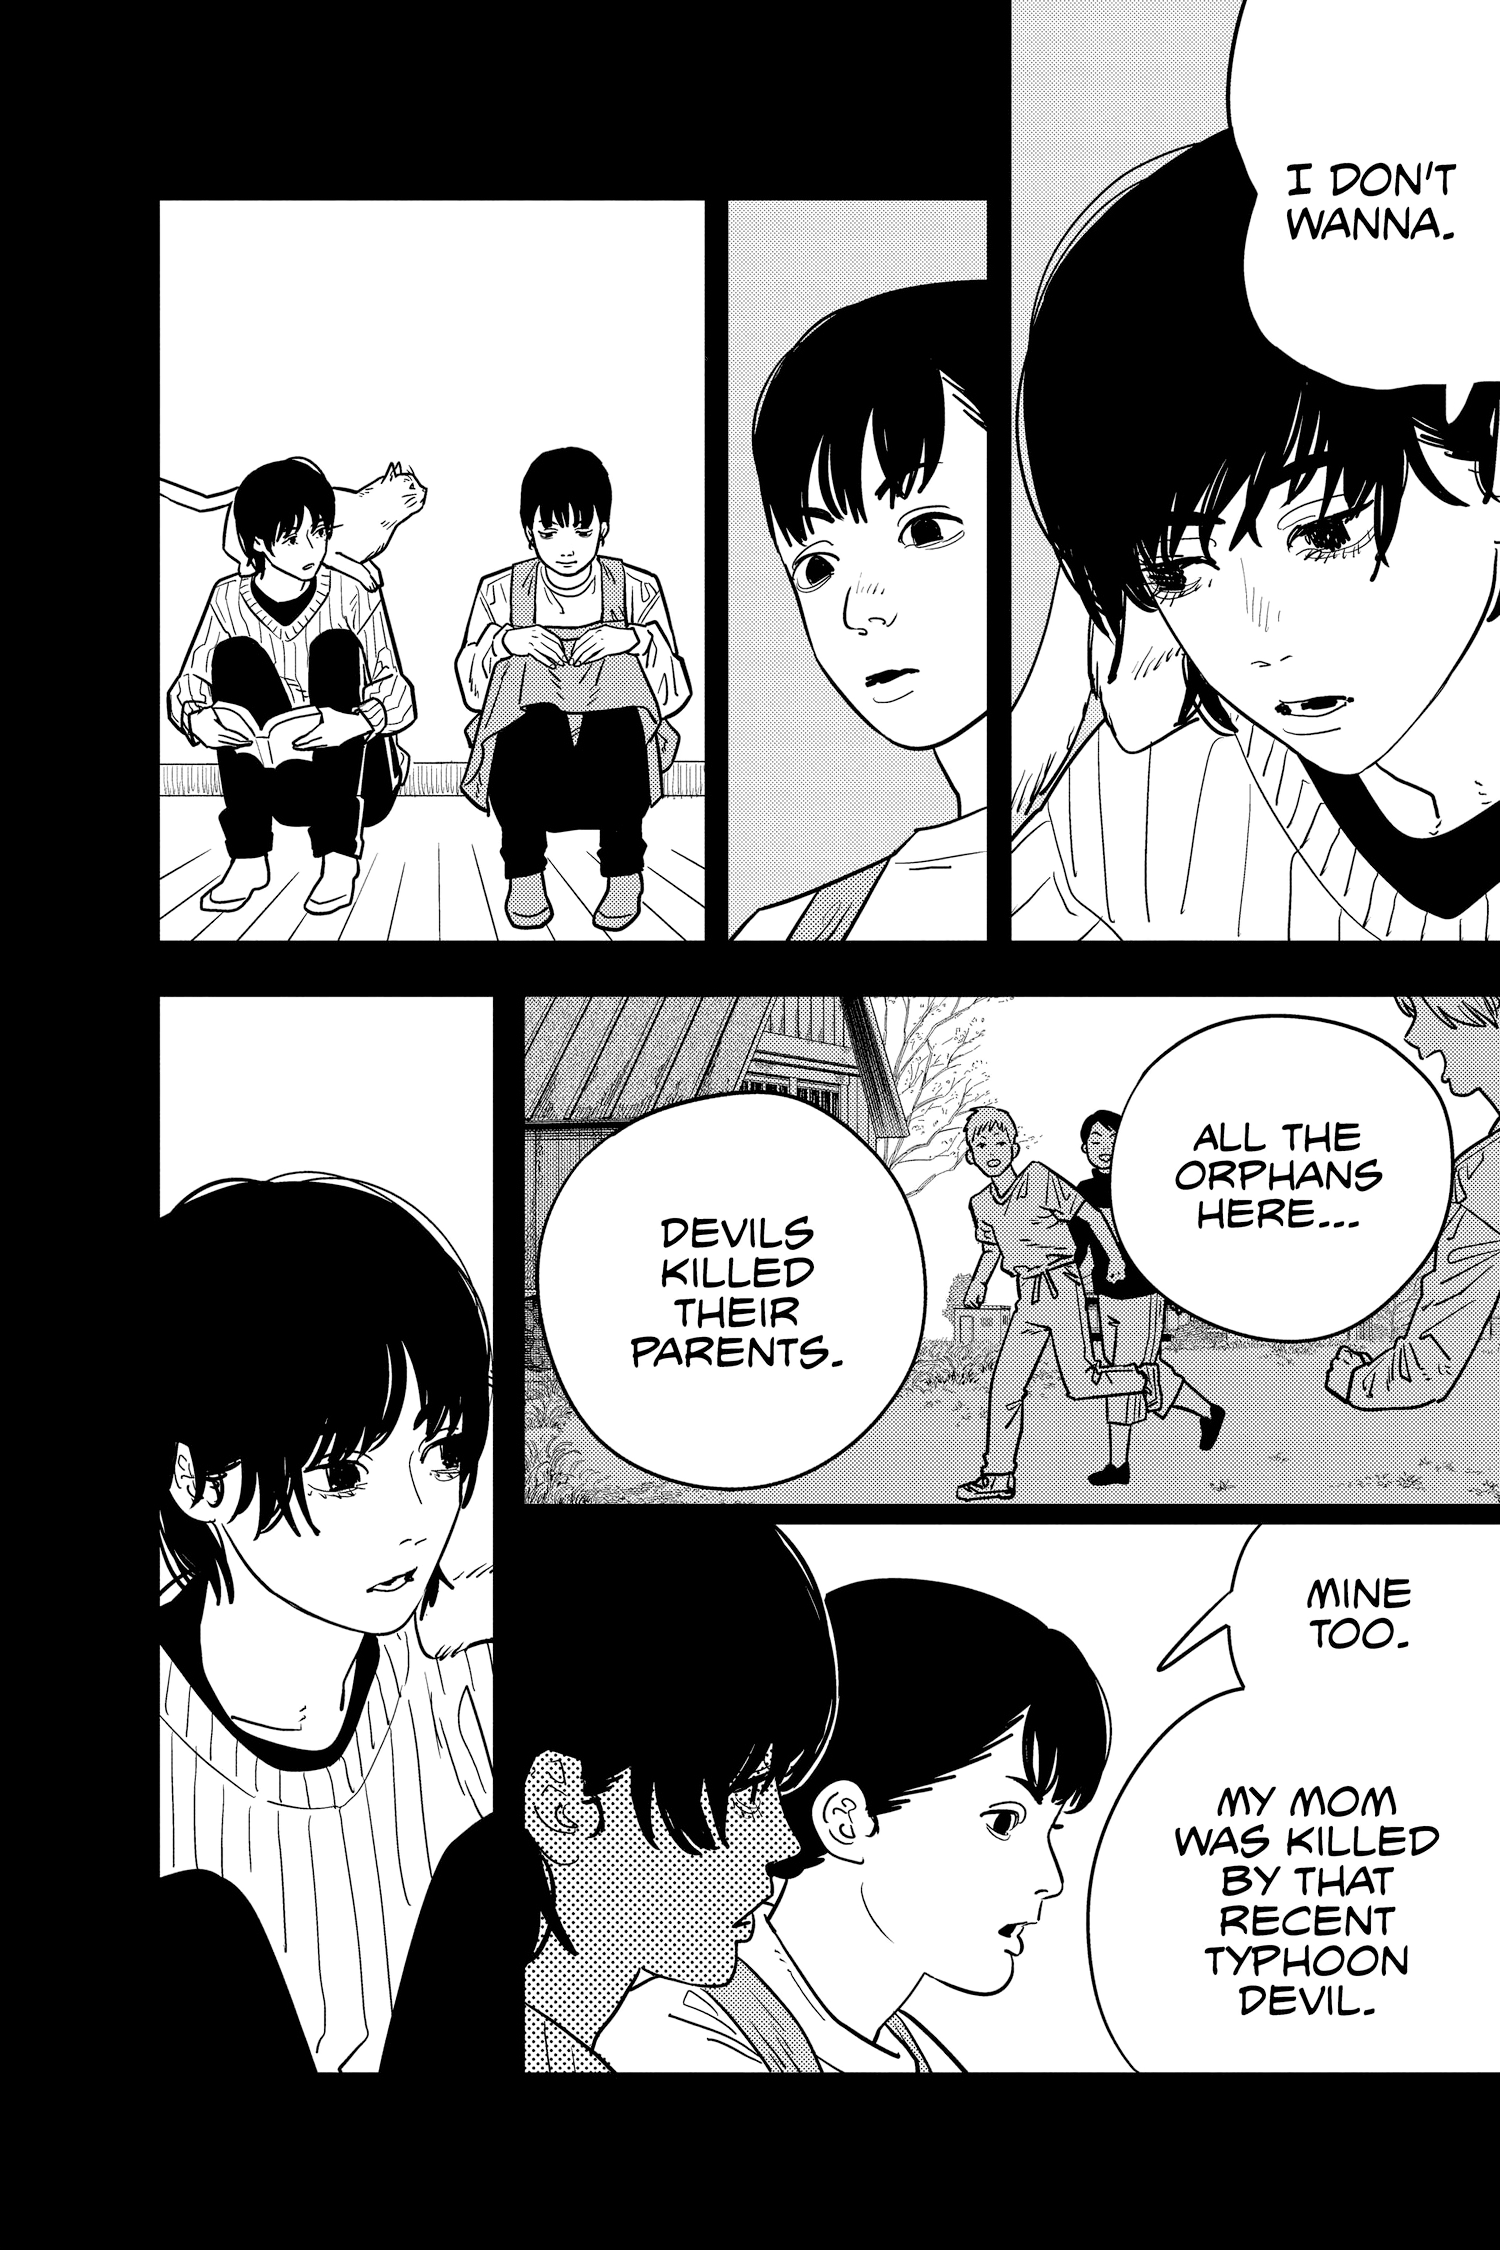 I DON'T
WANNA.
ALL THE
ORPHANS
HERE...
DEVILS
KILLED
THEIR
PARENTS.
MINE
TOO.
MY MOM
WAS KILLED
BY THAT
RECENT
TYPHOON
DEVIL.